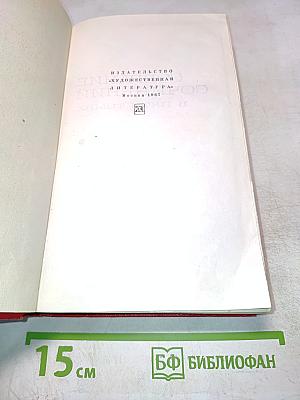 ИЗДАТЕЛЬСТВО
«ХУДОЖЕСТВЕННАЯ
ЛИТЕРАТУРА»
Москва 1967
15 см
БФ БИБЛИОФАН